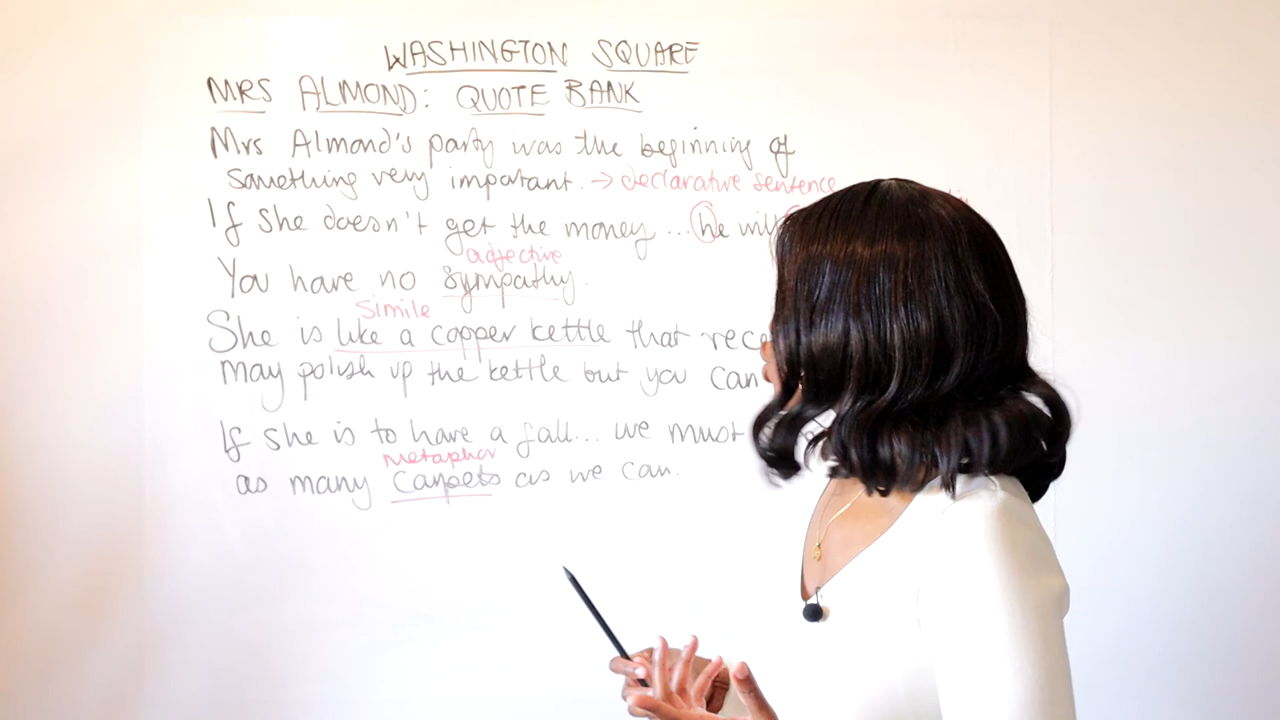 WASHINGTON SQUARE
MRS ALMOND: QUOTE BANK
Mrs Almond's party was the beginning of
something very important. → declarative sentence
If she doesn't get the money ... he will
adjective
You have no sympathy.
Simile
She is like a copper kettle that
may polish up the kettle but you can
If she is to have a fall... we must
metaphor
as many carpets as we can.